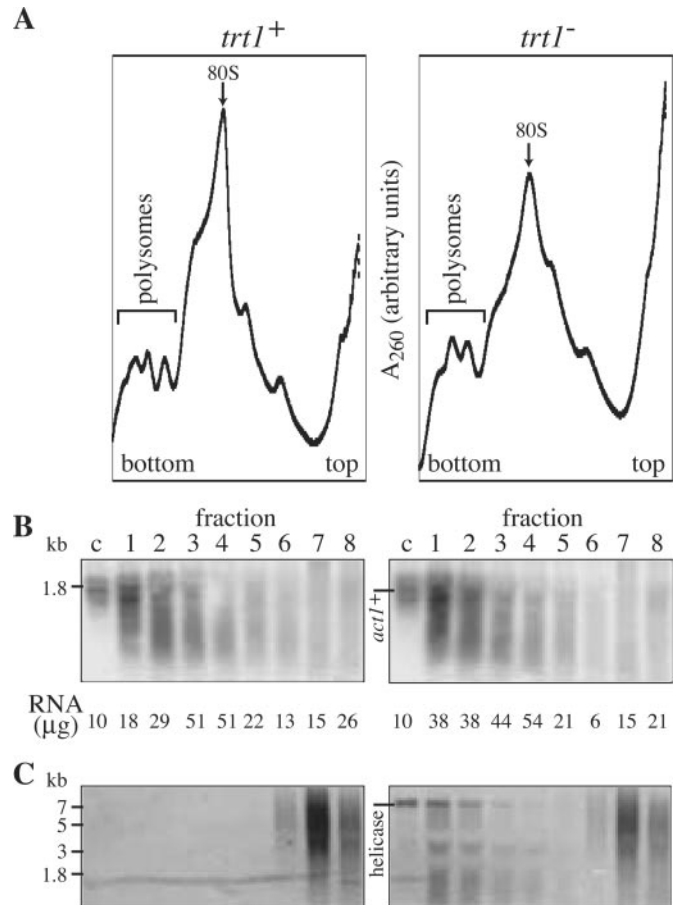 A
trt1+
trt1-
80S
80S
polysomes
polysomes
A260 (arbitrary units)
bottom
top
bottom
top
B
fraction
fraction
kb
c 1 2 3 4 5 6 7 8
c 1 2 3 4 5 6 7 8
1.8
act1+
RNA
(μg)
10 18 29 51 51 22 13 15 26
10 38 38 44 54 21 6 15 21
C
kb
7
5
3
1.8
helicase